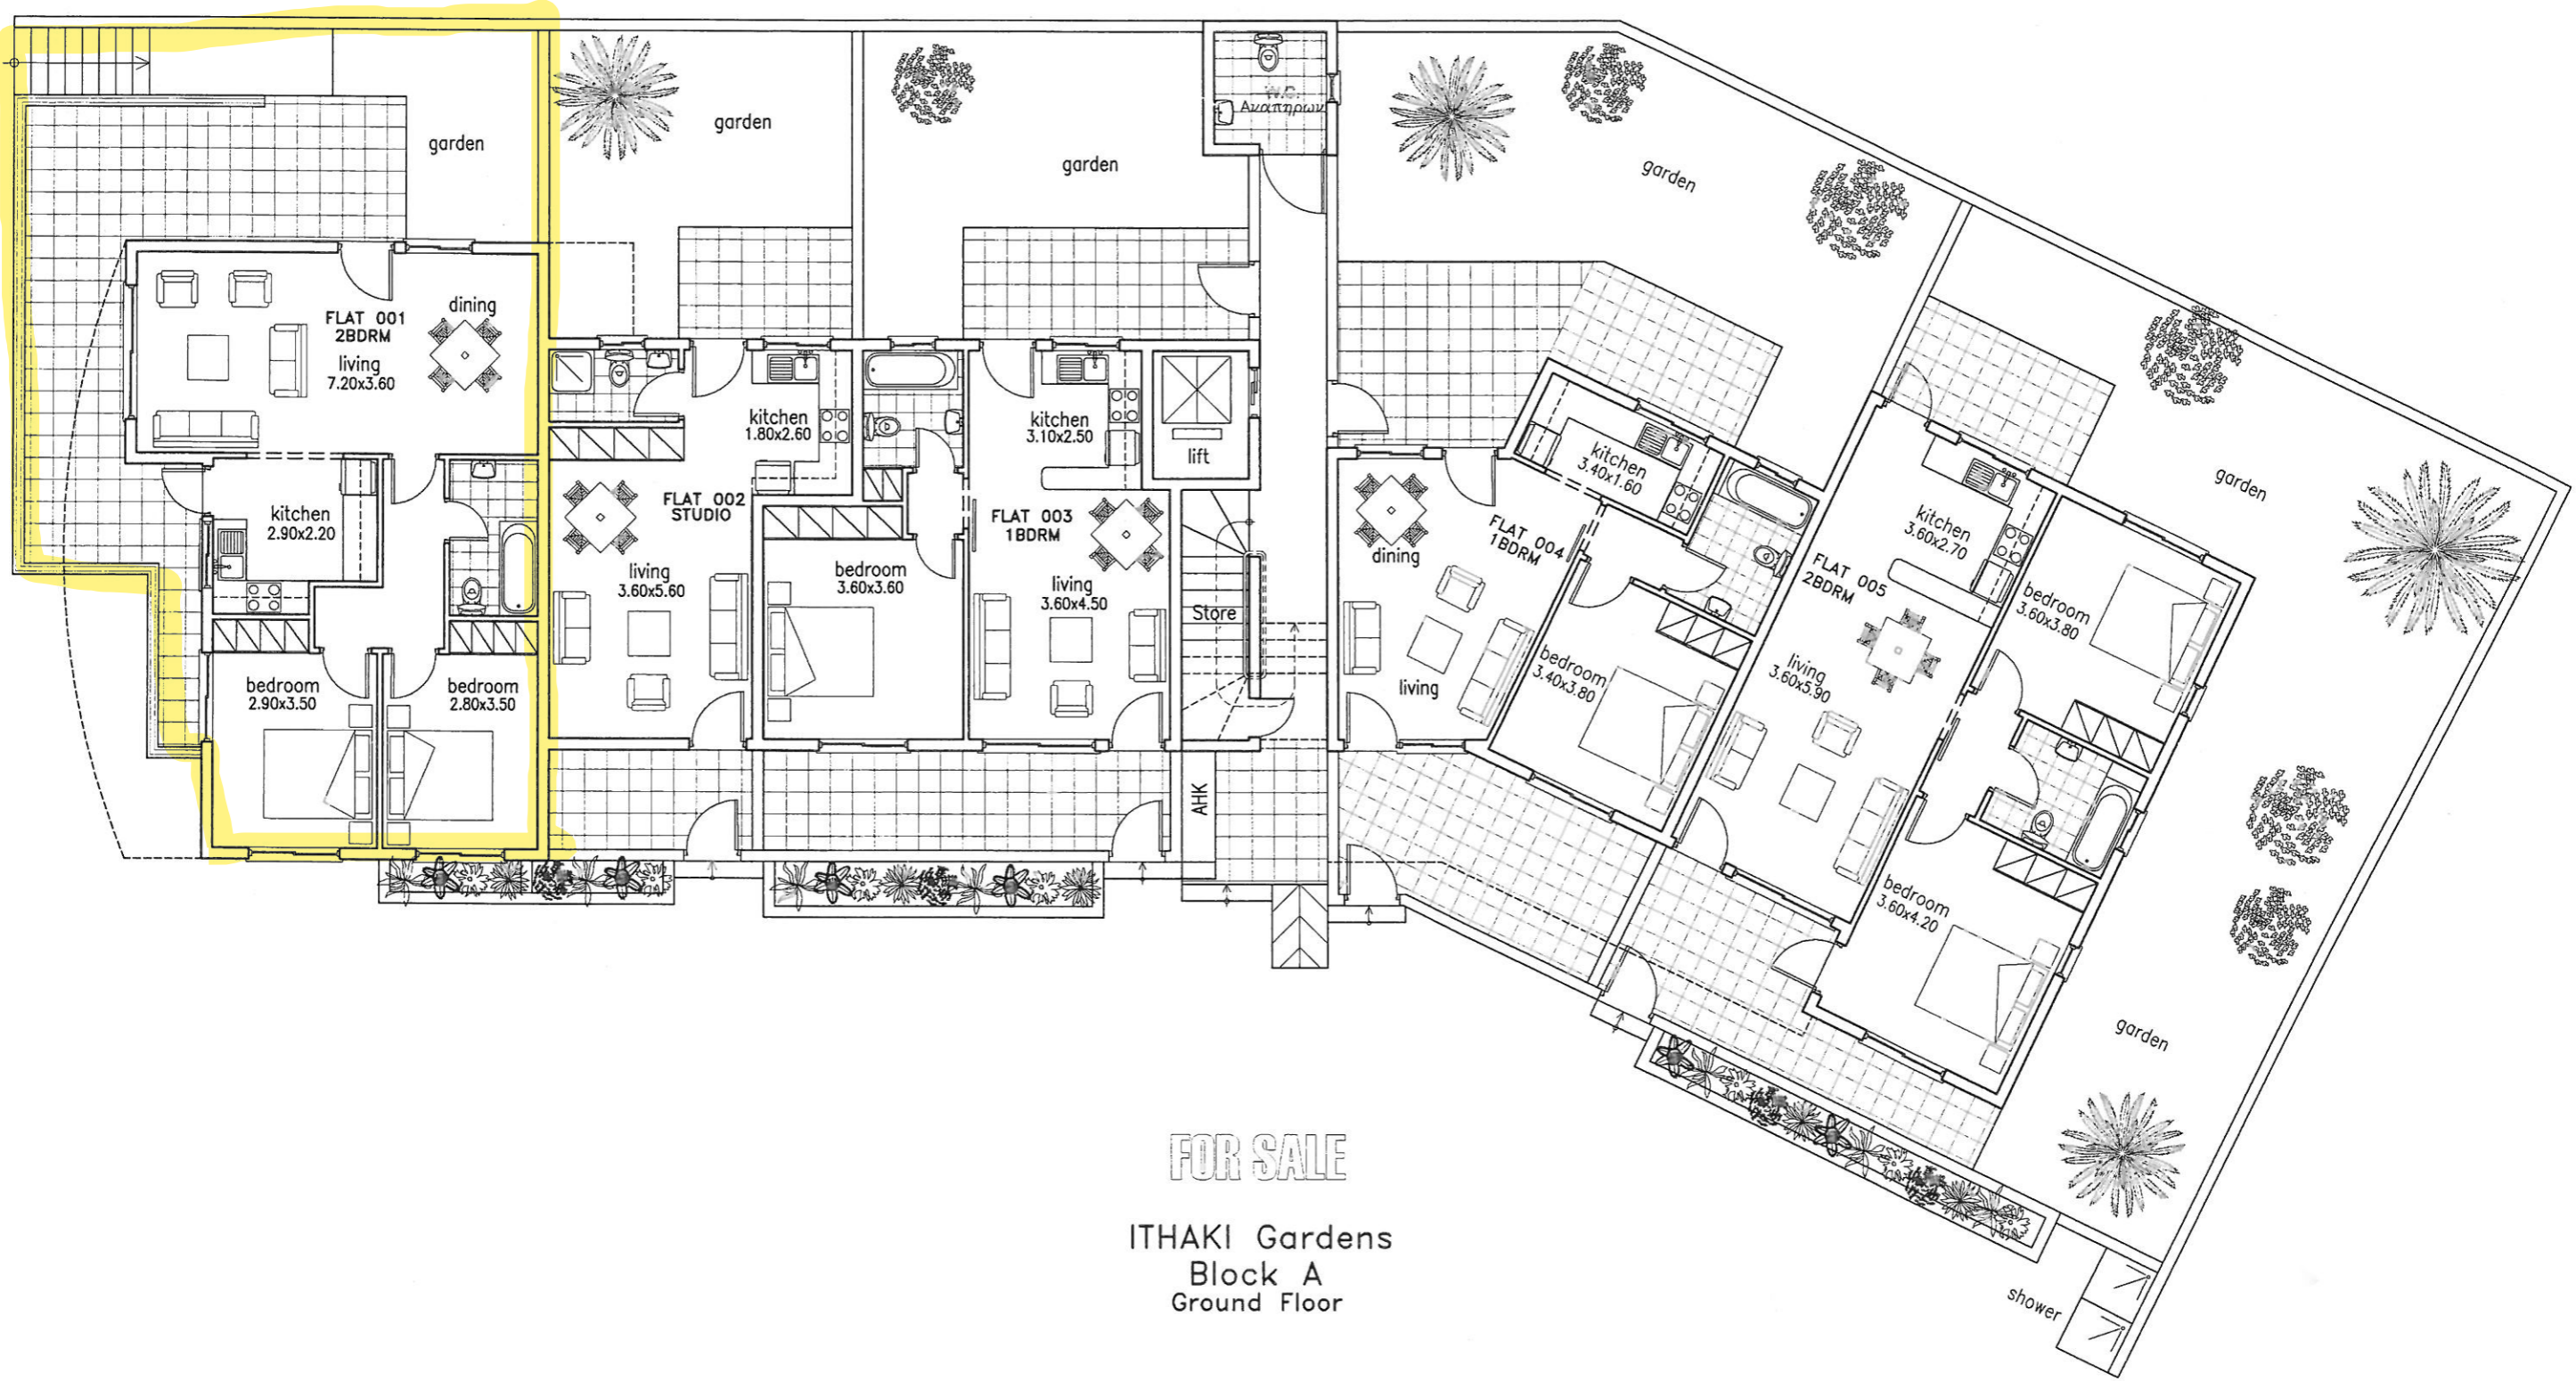 garden
FLAT 001
2BDRM
living
7.20x3.60
dining
kitchen
2.90x2.20
bedroom
2.90x3.50
bedroom
2.80x3.50
garden
kitchen
1.80x2.60
FLAT 002
STUDIO
living
3.60x5.60
garden
kitchen
3.10x2.50
FLAT 003
1BDRM
bedroom
3.60x3.60
living
3.60x4.50
W.C.
Αναπήρων
lift
Store
AHK
garden
kitchen
3.40x1.60
dining
FLAT 004
1BDRM
living
bedroom
3.40x3.80
garden
kitchen
3.60x2.70
FLAT 005
2BDRM
living
3.60x5.90
bedroom
3.60x3.80
bedroom
3.60x4.20
garden
shower
FOR SALE
ITHAKI Gardens
Block A
Ground Floor